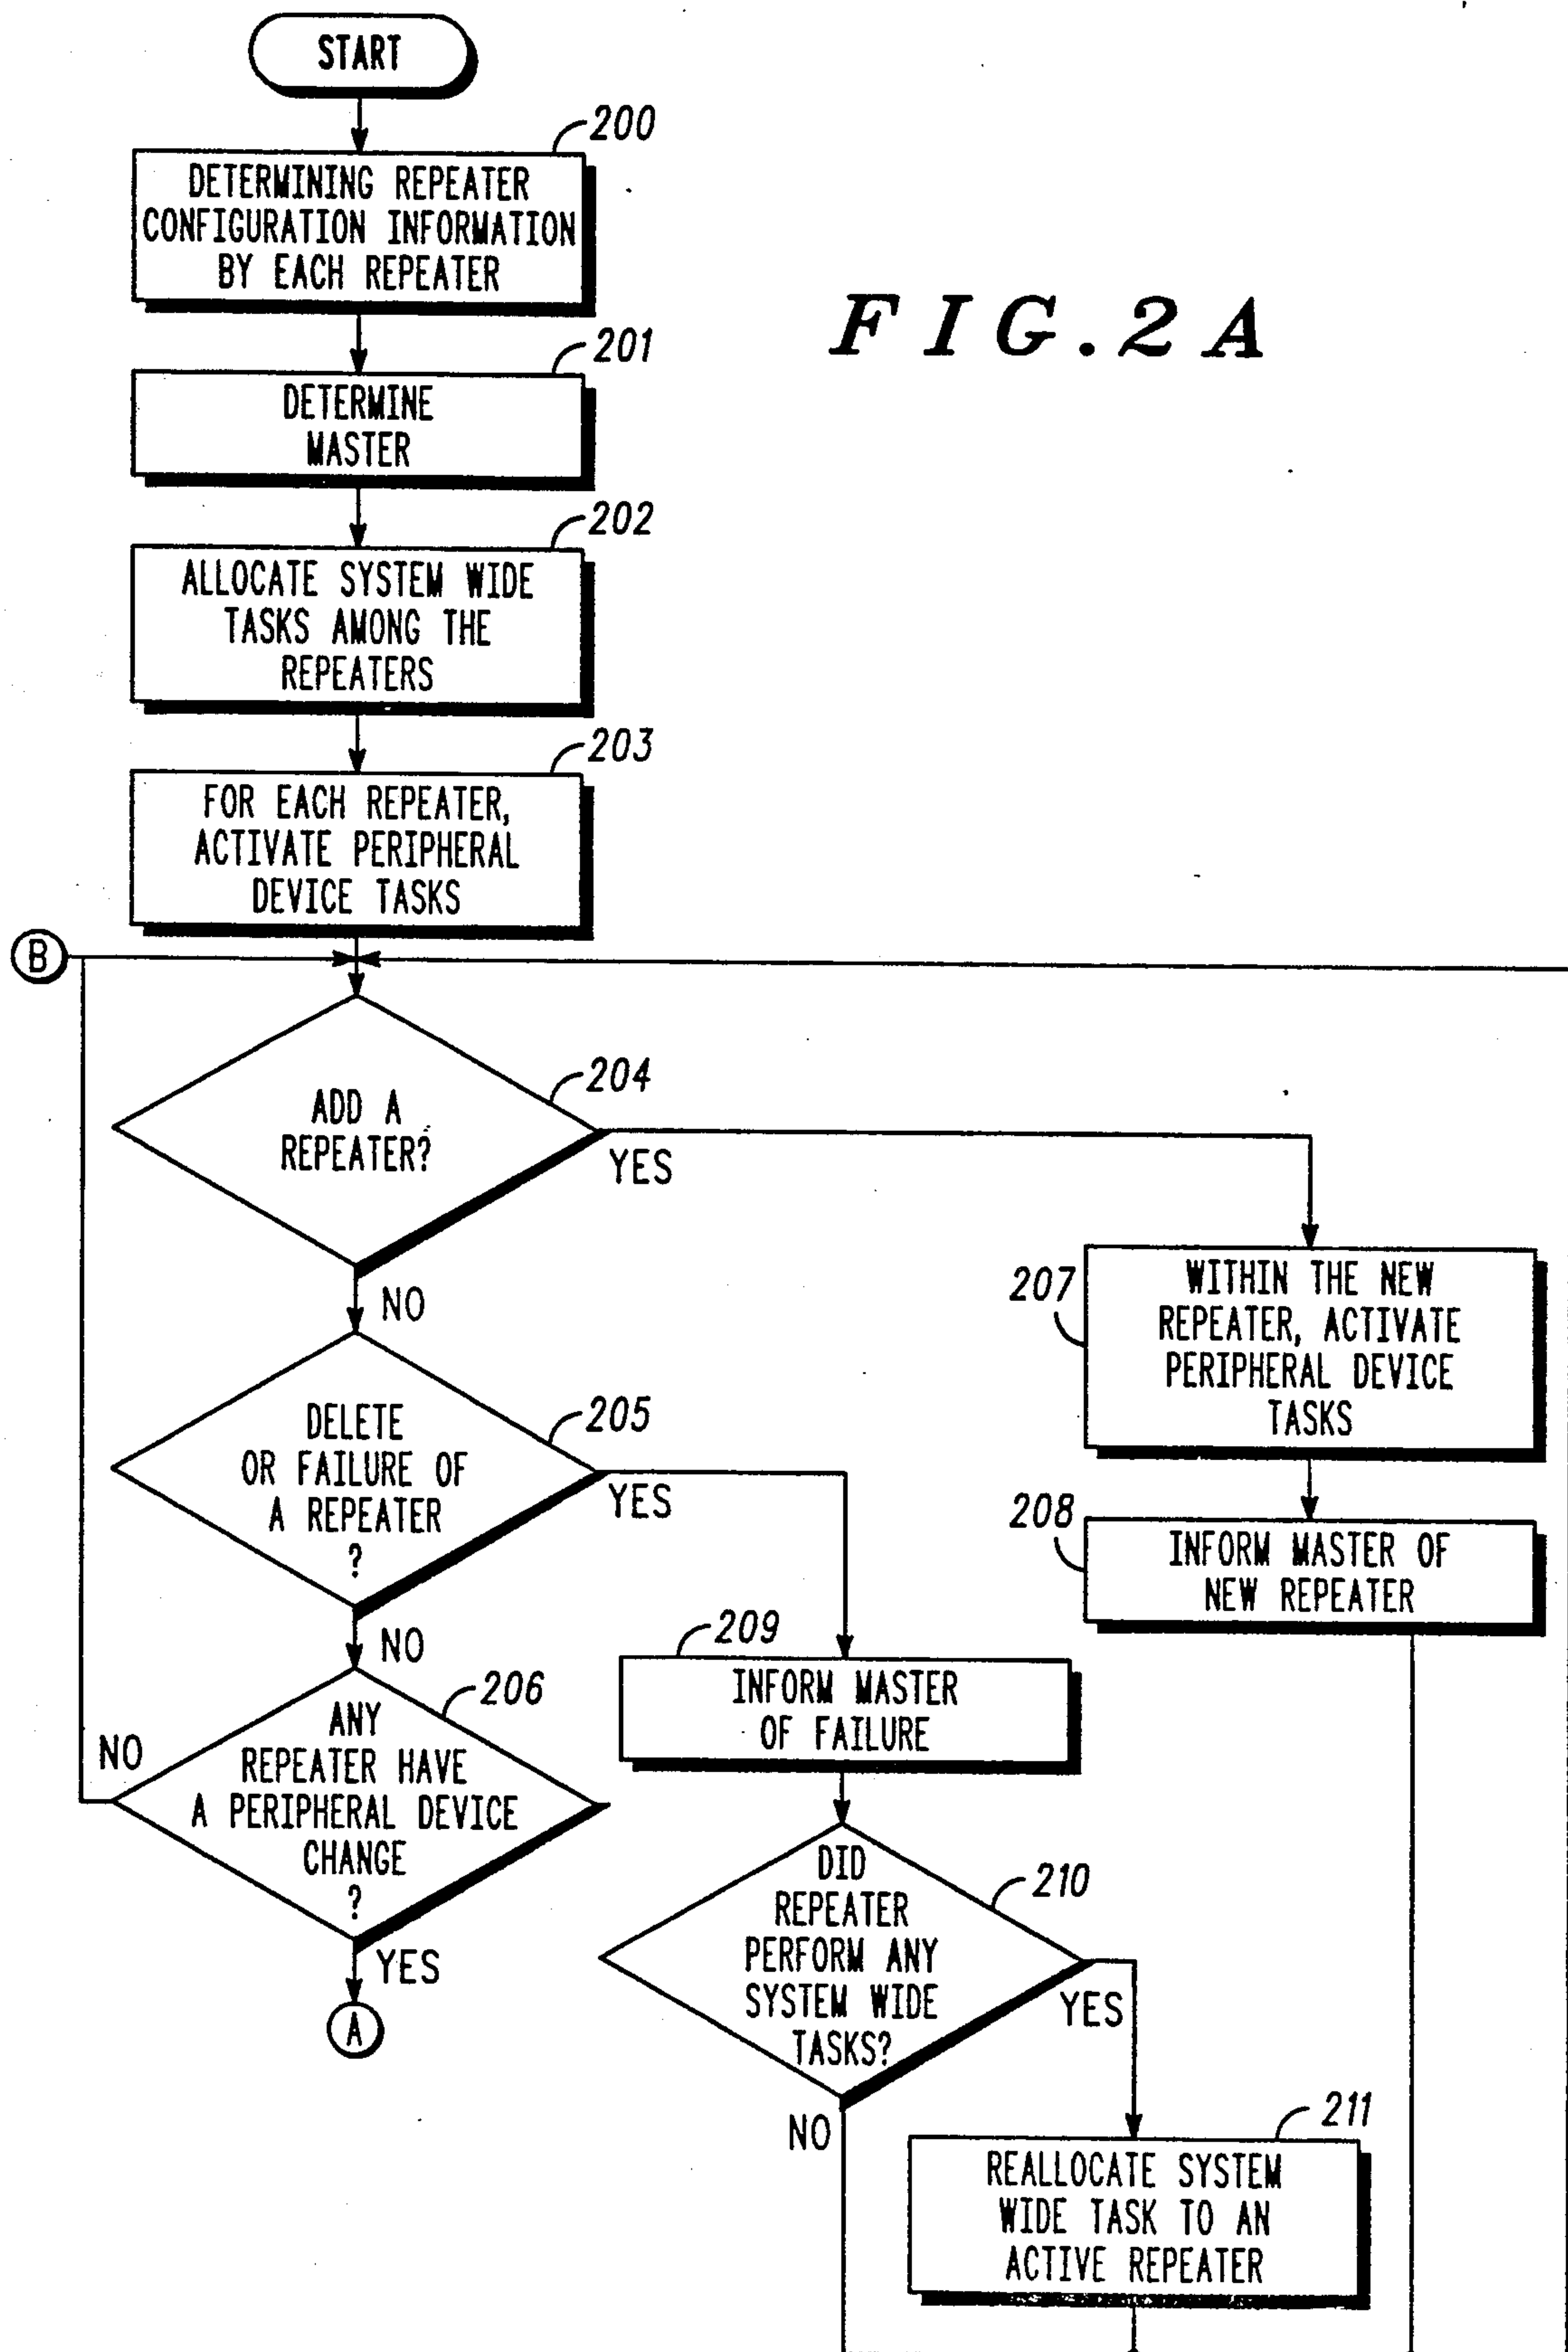 START
200
DETERMINING REPEATER
CONFIGURATION INFORMATION
BY EACH REPEATER
FIG.2A
201
DETERMINE
MASTER
202
ALLOCATE SYSTEM WIDE
TASKS AMONG THE
REPEATERS
203
FOR EACH REPEATER,
ACTIVATE PERIPHERAL
DEVICE TASKS
B
204
ADD A
REPEATER?
YES
NO
207
WITHIN THE NEW
REPEATER, ACTIVATE
PERIPHERAL DEVICE
TASKS
205
DELETE
OR FAILURE OF
A REPEATER
?
YES
NO
208
INFORM MASTER OF
NEW REPEATER
209
INFORM MASTER
OF FAILURE
206
ANY
REPEATER HAVE
A PERIPHERAL DEVICE
CHANGE
?
NO
YES
A
210
DID
REPEATER
PERFORM ANY
SYSTEM WIDE
TASKS?
YES
NO
211
REALLOCATE SYSTEM
WIDE TASK TO AN
ACTIVE REPEATER